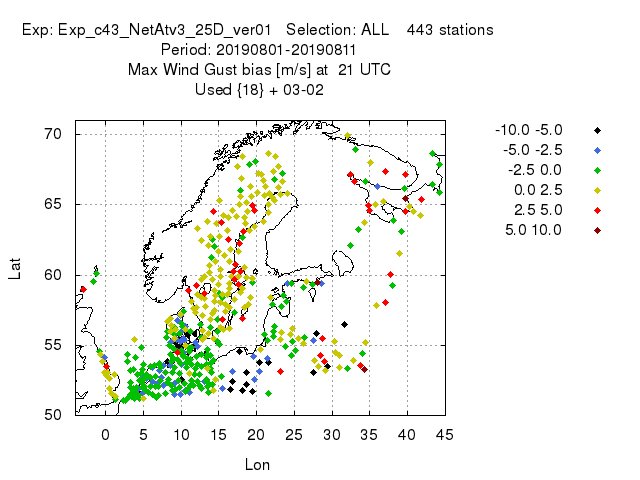 Exp: Exp_c43_NetAtv3_25D_ver01 Selection: ALL 443 stations
Period: 20190801-20190811
Max Wind Gust bias [m/s] at 21 UTC
Used {18} + 03-02
-10.0 -5.0
-5.0 -2.5
-2.5 0.0
0.0 2.5
2.5 5.0
5.0 10.0
70
65
60
55
50
Lat
0 5 10 15 20 25 30 35 40 45
Lon